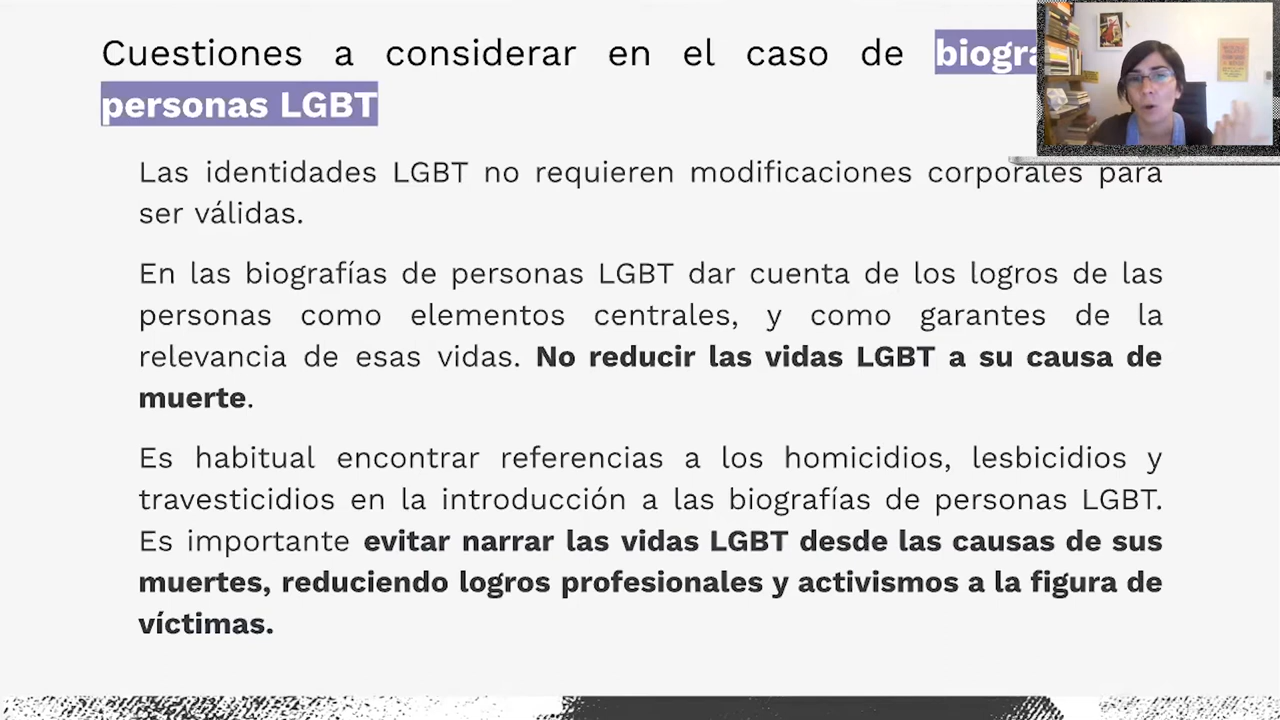 Cuestiones a considerar en el caso de
personas LGBT
Las identidades LGBT no requieren modificaciones corporales para
ser válidas.
En las biografías de personas LGBT dar cuenta de los logros de las
personas como elementos centrales, y como garantes de la
relevancia de esas vidas. No reducir las vidas LGBT a su causa de
muerte.
Es habitual encontrar referencias a los homicidios, lesbicidios y
travesticidios en la introducción a las biografías de personas LGBT.
Es importante evitar narrar las vidas LGBT desde las causas de sus
muertes, reduciendo logros profesionales y activismos a la figura de
víctimas.